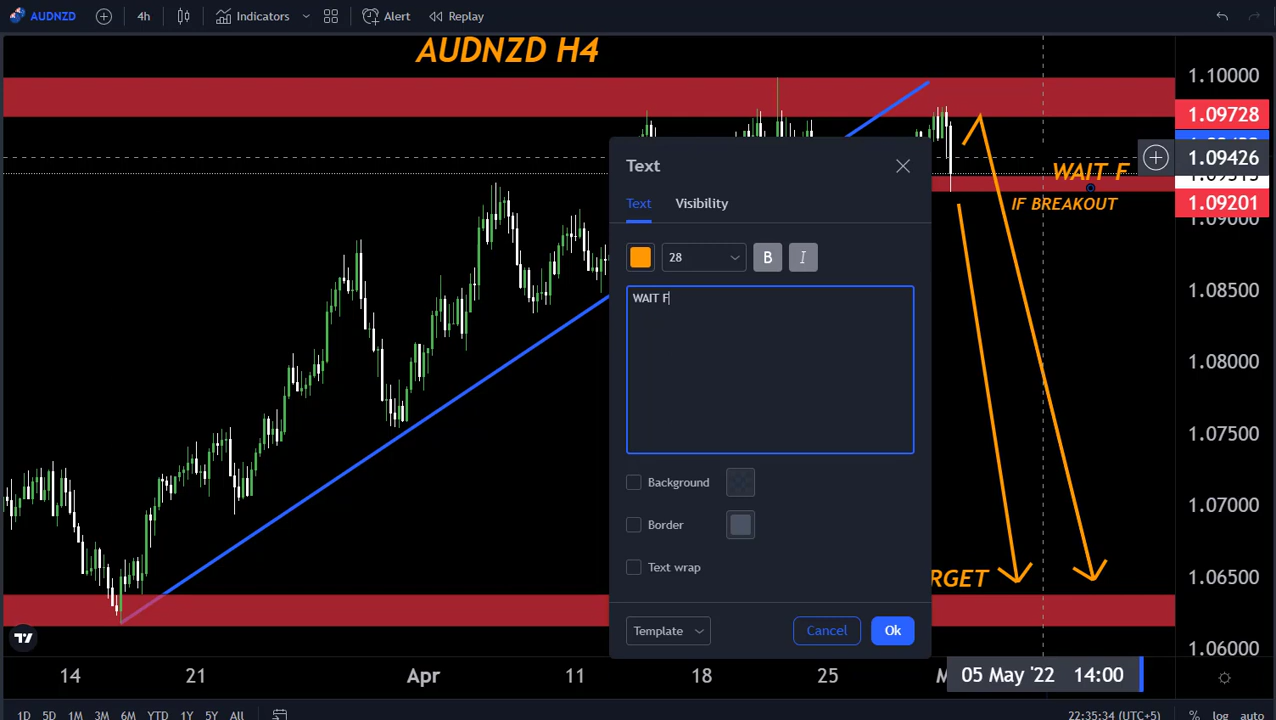 AUDNZD
4h
Indicators
Alert
Replay
AUDNZD H4
1.10000
1.09728
1.09426
1.09201
1.09000
1.08500
1.08000
1.07500
1.07000
1.06500
1.06000
WAIT F
IF BREAKOUT
Text
Text
Visibility
28
B
I
WAIT F
Background
Border
Text wrap
Template
Cancel
Ok
RGET
14
21
Apr
11
18
25
05 May '22 14:00
1D
5D
1M
3M
6M
YTD
1Y
5Y
All
22:35:34 (UTC+5)
%
log
auto